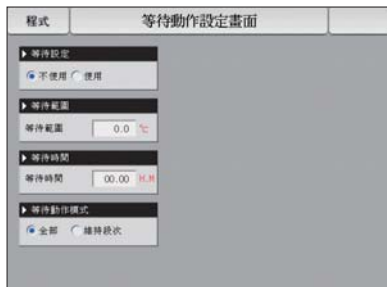 程式 等待動作設定畫面
▶ 等待設定
不使用 使用
▶ 等待範圍
等待範圍 0.0 ℃
▶ 等待時間
等待時間 00.00 H.M
▶ 等待動作模式
全部 維持段次